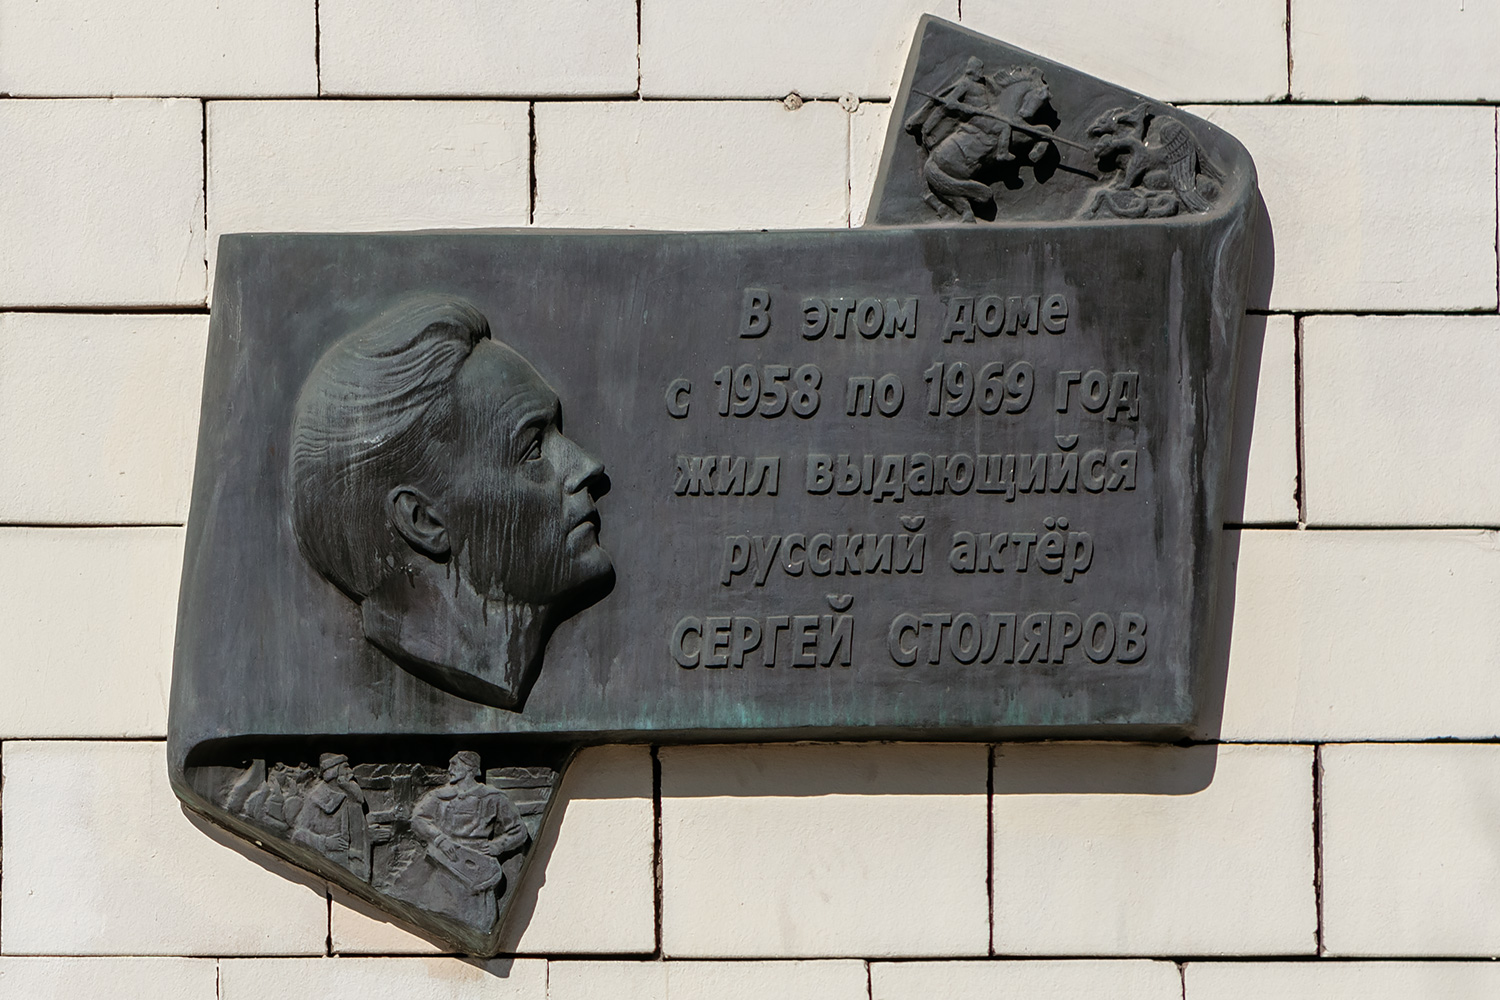 В этом доме
с 1958 по 1969 год
жил выдающийся
русский актёр
СЕРГЕЙ СТОЛЯРОВ